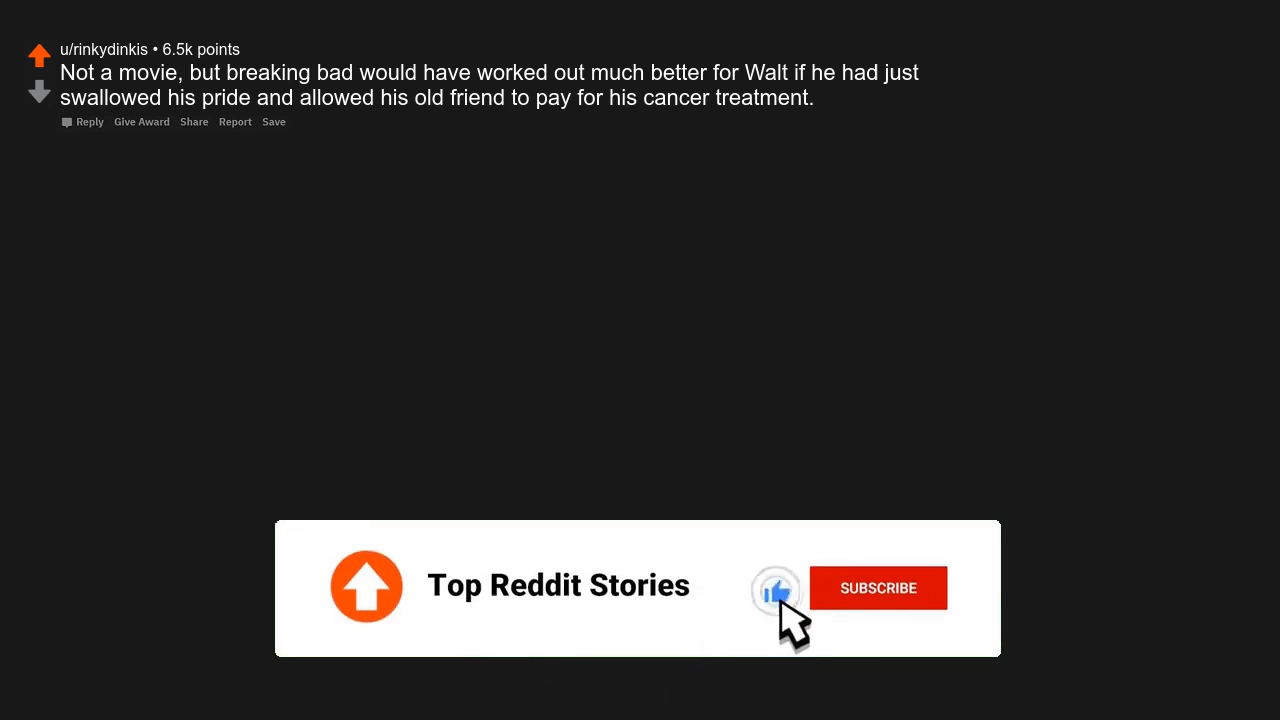 u/rinkydinkis • 6.5k points
Not a movie, but breaking bad would have worked out much better for Walt if he had just
swallowed his pride and allowed his old friend to pay for his cancer treatment.
Reply Give Award Share Report Save
Top Reddit Stories
SUBSCRIBE